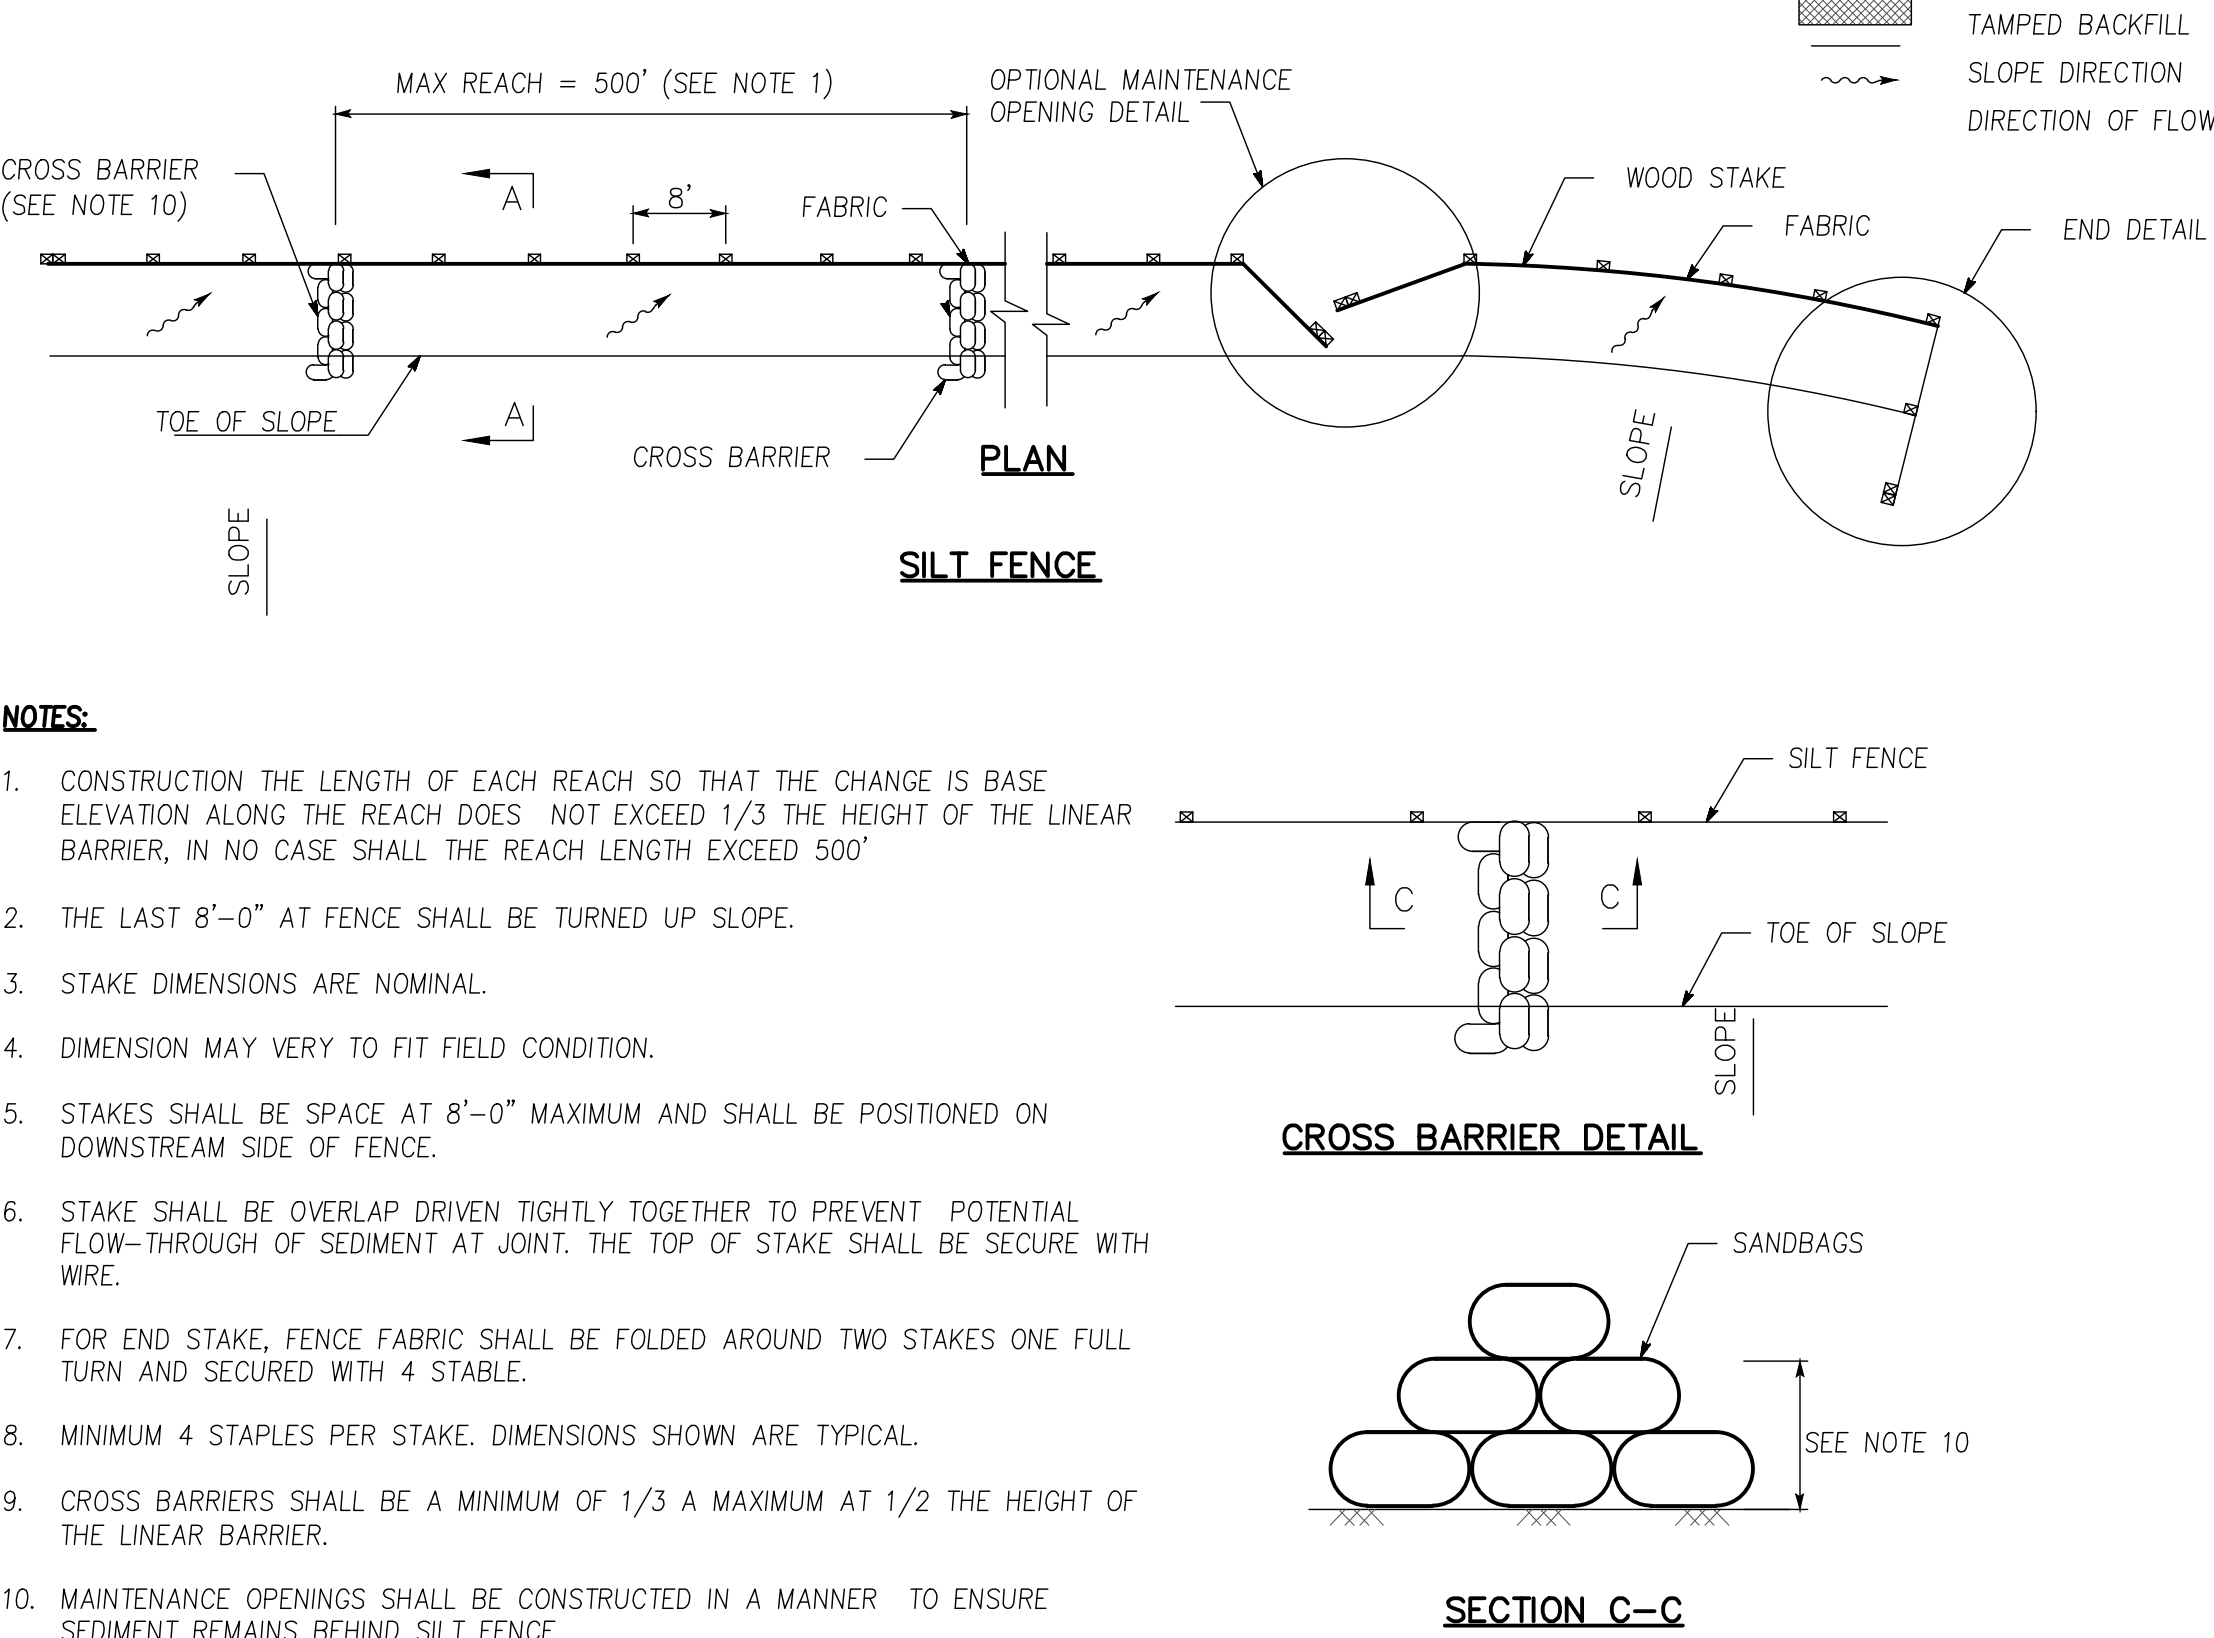 TAMPED BACKFILL
SLOPE DIRECTION
DIRECTION OF FLOW
MAX REACH = 500' (SEE NOTE 1)
OPTIONAL MAINTENANCE
OPENING DETAIL
CROSS BARRIER
(SEE NOTE 10)
A
8'
FABRIC
WOOD STAKE
FABRIC
END DETAIL
TOE OF SLOPE
A
CROSS BARRIER
PLAN
SLOPE
SLOPE
SILT FENCE
NOTES:
1. CONSTRUCTION THE LENGTH OF EACH REACH SO THAT THE CHANGE IS BASE
ELEVATION ALONG THE REACH DOES NOT EXCEED 1/3 THE HEIGHT OF THE LINEAR
BARRIER, IN NO CASE SHALL THE REACH LENGTH EXCEED 500'
2. THE LAST 8'-0" AT FENCE SHALL BE TURNED UP SLOPE.
3. STAKE DIMENSIONS ARE NOMINAL.
4. DIMENSION MAY VERY TO FIT FIELD CONDITION.
5. STAKES SHALL BE SPACE AT 8'-0" MAXIMUM AND SHALL BE POSITIONED ON
DOWNSTREAM SIDE OF FENCE.
6. STAKE SHALL BE OVERLAP DRIVEN TIGHTLY TOGETHER TO PREVENT POTENTIAL
FLOW-THROUGH OF SEDIMENT AT JOINT. THE TOP OF STAKE SHALL BE SECURE WITH
WIRE.
7. FOR END STAKE, FENCE FABRIC SHALL BE FOLDED AROUND TWO STAKES ONE FULL
TURN AND SECURED WITH 4 STABLE.
8. MINIMUM 4 STAPLES PER STAKE. DIMENSIONS SHOWN ARE TYPICAL.
9. CROSS BARRIERS SHALL BE A MINIMUM OF 1/3 A MAXIMUM AT 1/2 THE HEIGHT OF
THE LINEAR BARRIER.
10. MAINTENANCE OPENINGS SHALL BE CONSTRUCTED IN A MANNER TO ENSURE
SEDIMENT REMAINS BEHIND SILT FENCE
SILT FENCE
C
C
TOE OF SLOPE
SLOPE
CROSS BARRIER DETAIL
SANDBAGS
SEE NOTE 10
SECTION C-C